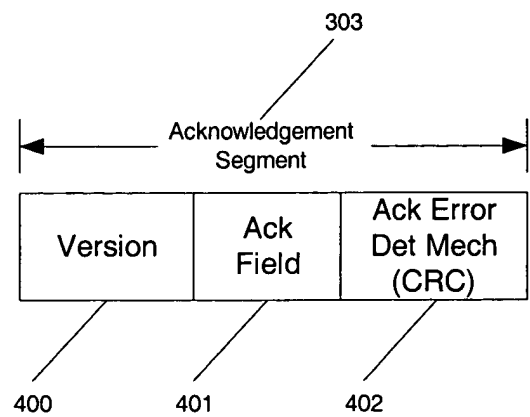 303
Acknowledgement
Segment
Version
Ack
Field
Ack Error
Det Mech
(CRC)
400
401
402